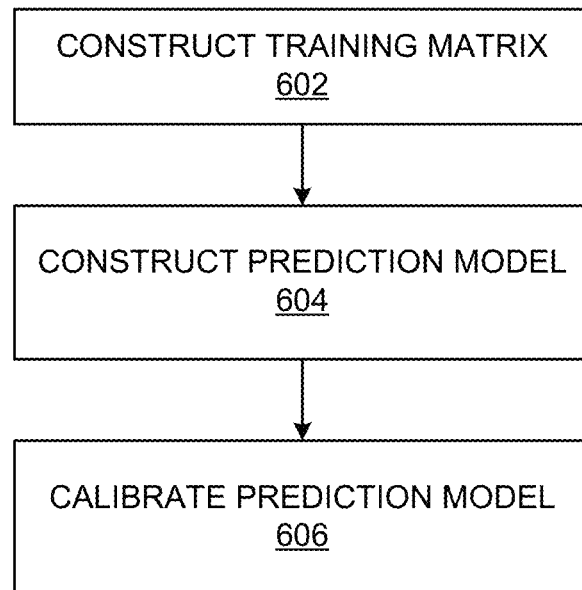 CONSTRUCT TRAINING MATRIX
602
CONSTRUCT PREDICTION MODEL
604
CALIBRATE PREDICTION MODEL
606